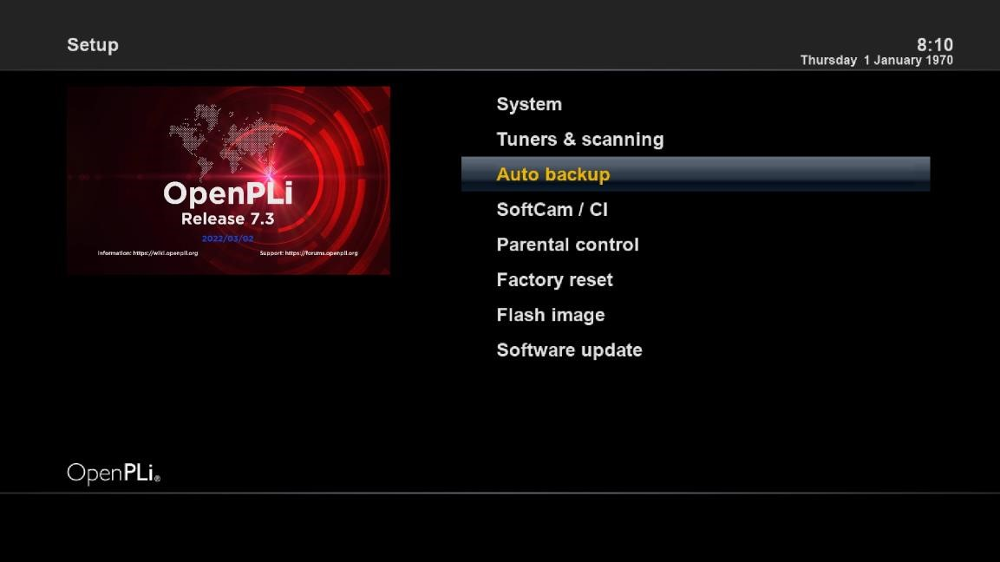 Setup
8:10
Thursday 1 January 1970
OpenPLi
Release 7.3
2022/03/02
Information: https://wiki.openpli.org Support: https://forums.openpli.org
System
Tuners & scanning
Auto backup
SoftCam / CI
Parental control
Factory reset
Flash image
Software update
OpenPLi®